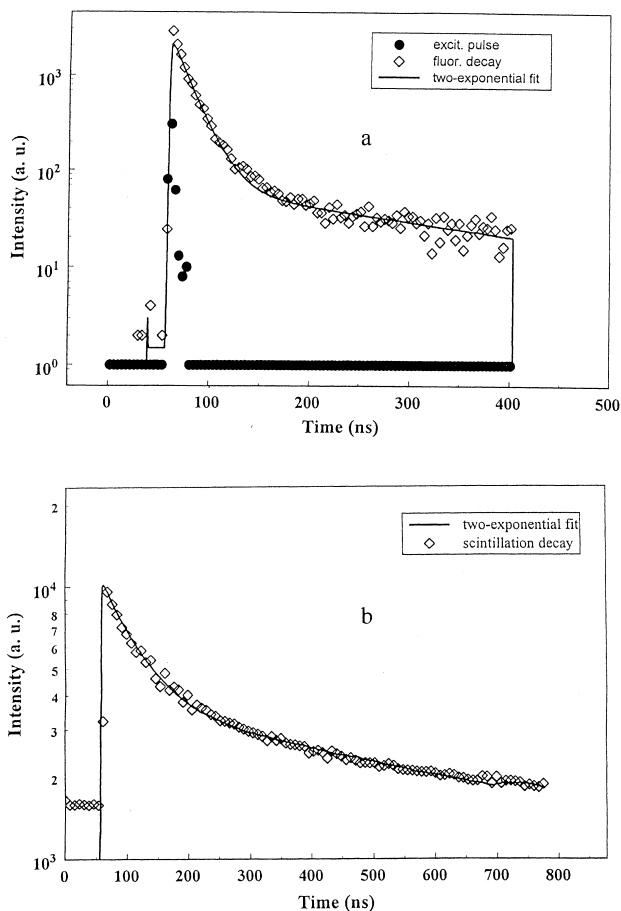 excit. pulse
fluor. decay
two-exponential fit
a
10³
10²
10¹
10⁰
Intensity (a. u.)
0 100 200 300 400 500
Time (ns)
two-exponential fit
scintillation decay
b
2
10⁴
8
7
6
5
4
3
2
10³
Intensity (a. u.)
0 100 200 300 400 500 600 700 800
Time (ns)